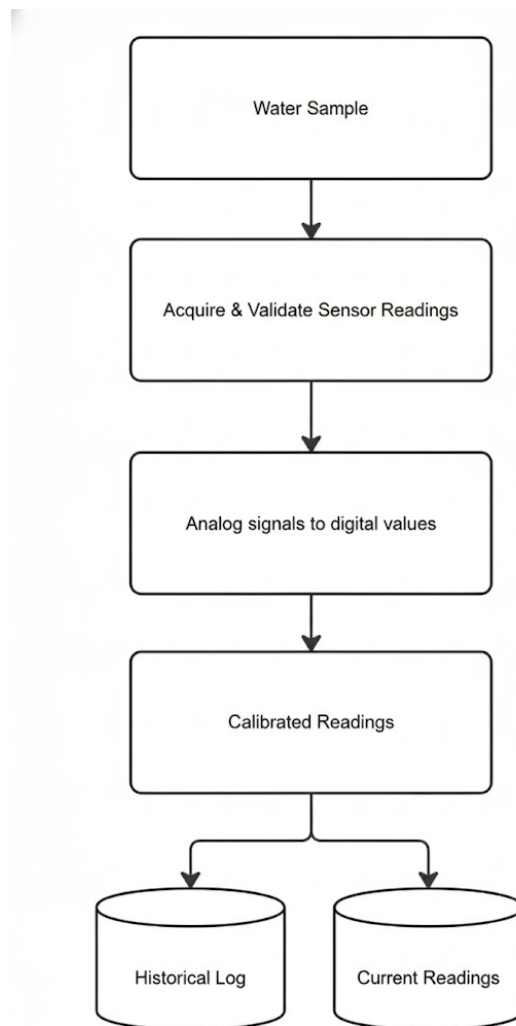 Water Sample
Acquire & Validate Sensor Readings
Analog signals to digital values
Calibrated Readings
Historical Log
Current Readings